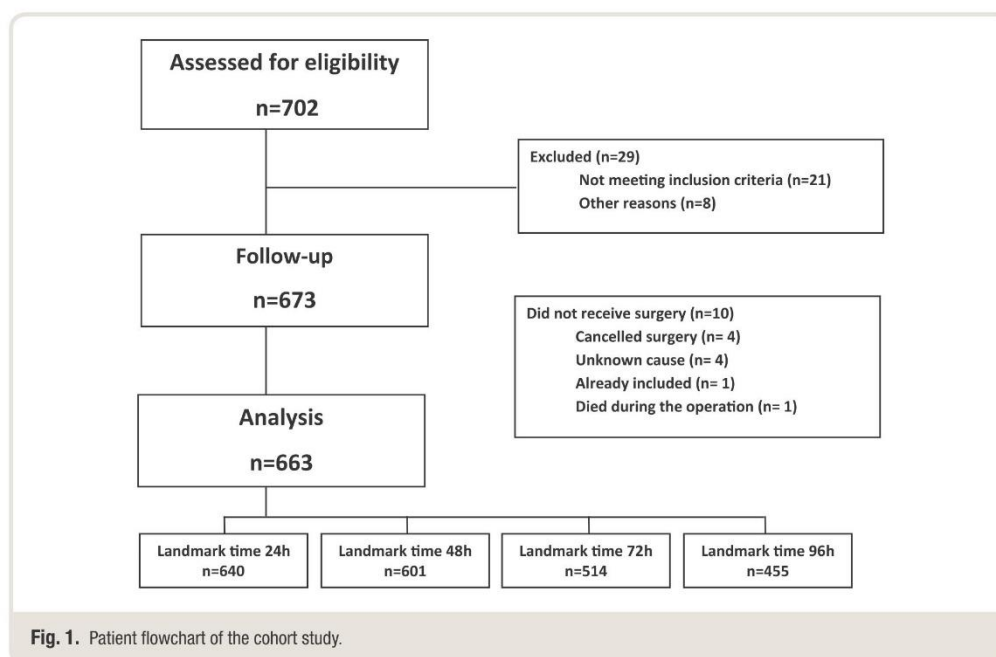 Assessed for eligibility
n=702
Excluded (n=29)
Not meeting inclusion criteria (n=21)
Other reasons (n=8)
Follow-up
n=673
Did not receive surgery (n=10)
Cancelled surgery (n= 4)
Unknown cause (n= 4)
Already included (n= 1)
Died during the operation (n= 1)
Analysis
n=663
Landmark time 24h
n=640
Landmark time 48h
n=601
Landmark time 72h
n=514
Landmark time 96h
n=455
Fig. 1. Patient flowchart of the cohort study.